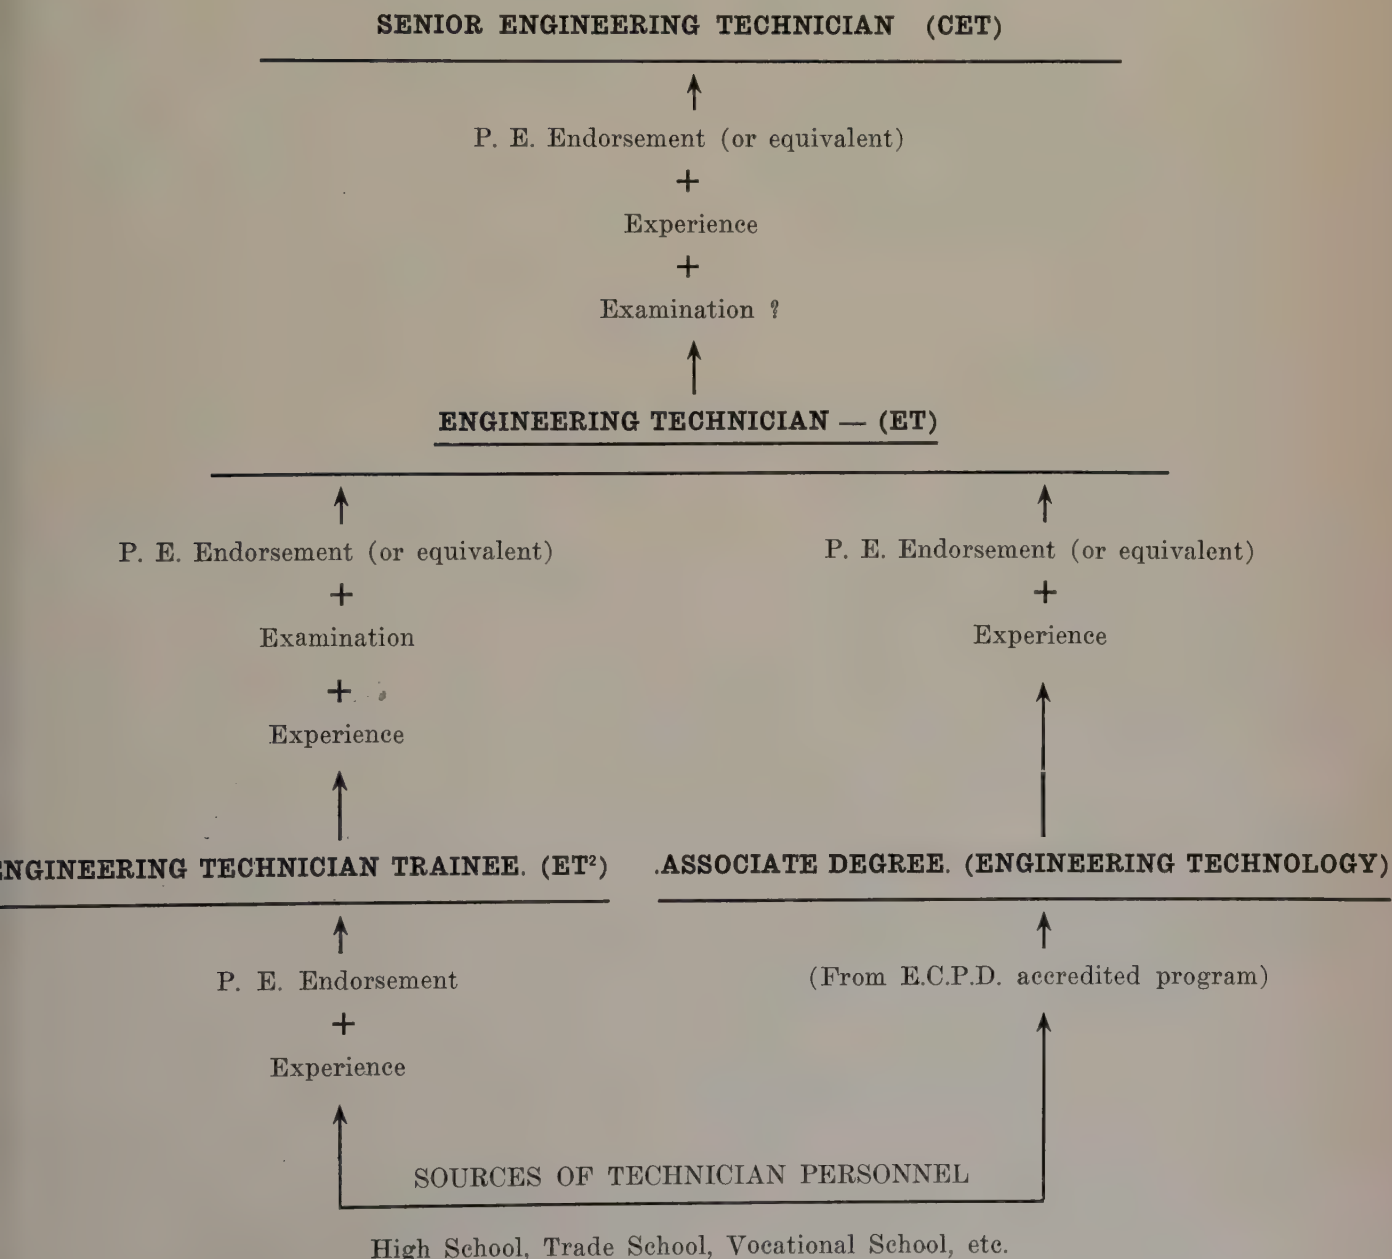 SENIOR ENGINEERING TECHNICIAN (CET)
P. E. Endorsement (or equivalent)
+
Experience
+
Examination ?
ENGINEERING TECHNICIAN — (ET)
P. E. Endorsement (or equivalent)
+
Examination
+
Experience
P. E. Endorsement (or equivalent)
+
Experience
NGINEERING TECHNICIAN TRAINEE. (ET²)
P. E. Endorsement
+
Experience
.ASSOCIATE DEGREE. (ENGINEERING TECHNOLOGY)
(From E.C.P.D. accredited program)
SOURCES OF TECHNICIAN PERSONNEL
High School, Trade School, Vocational School, etc.